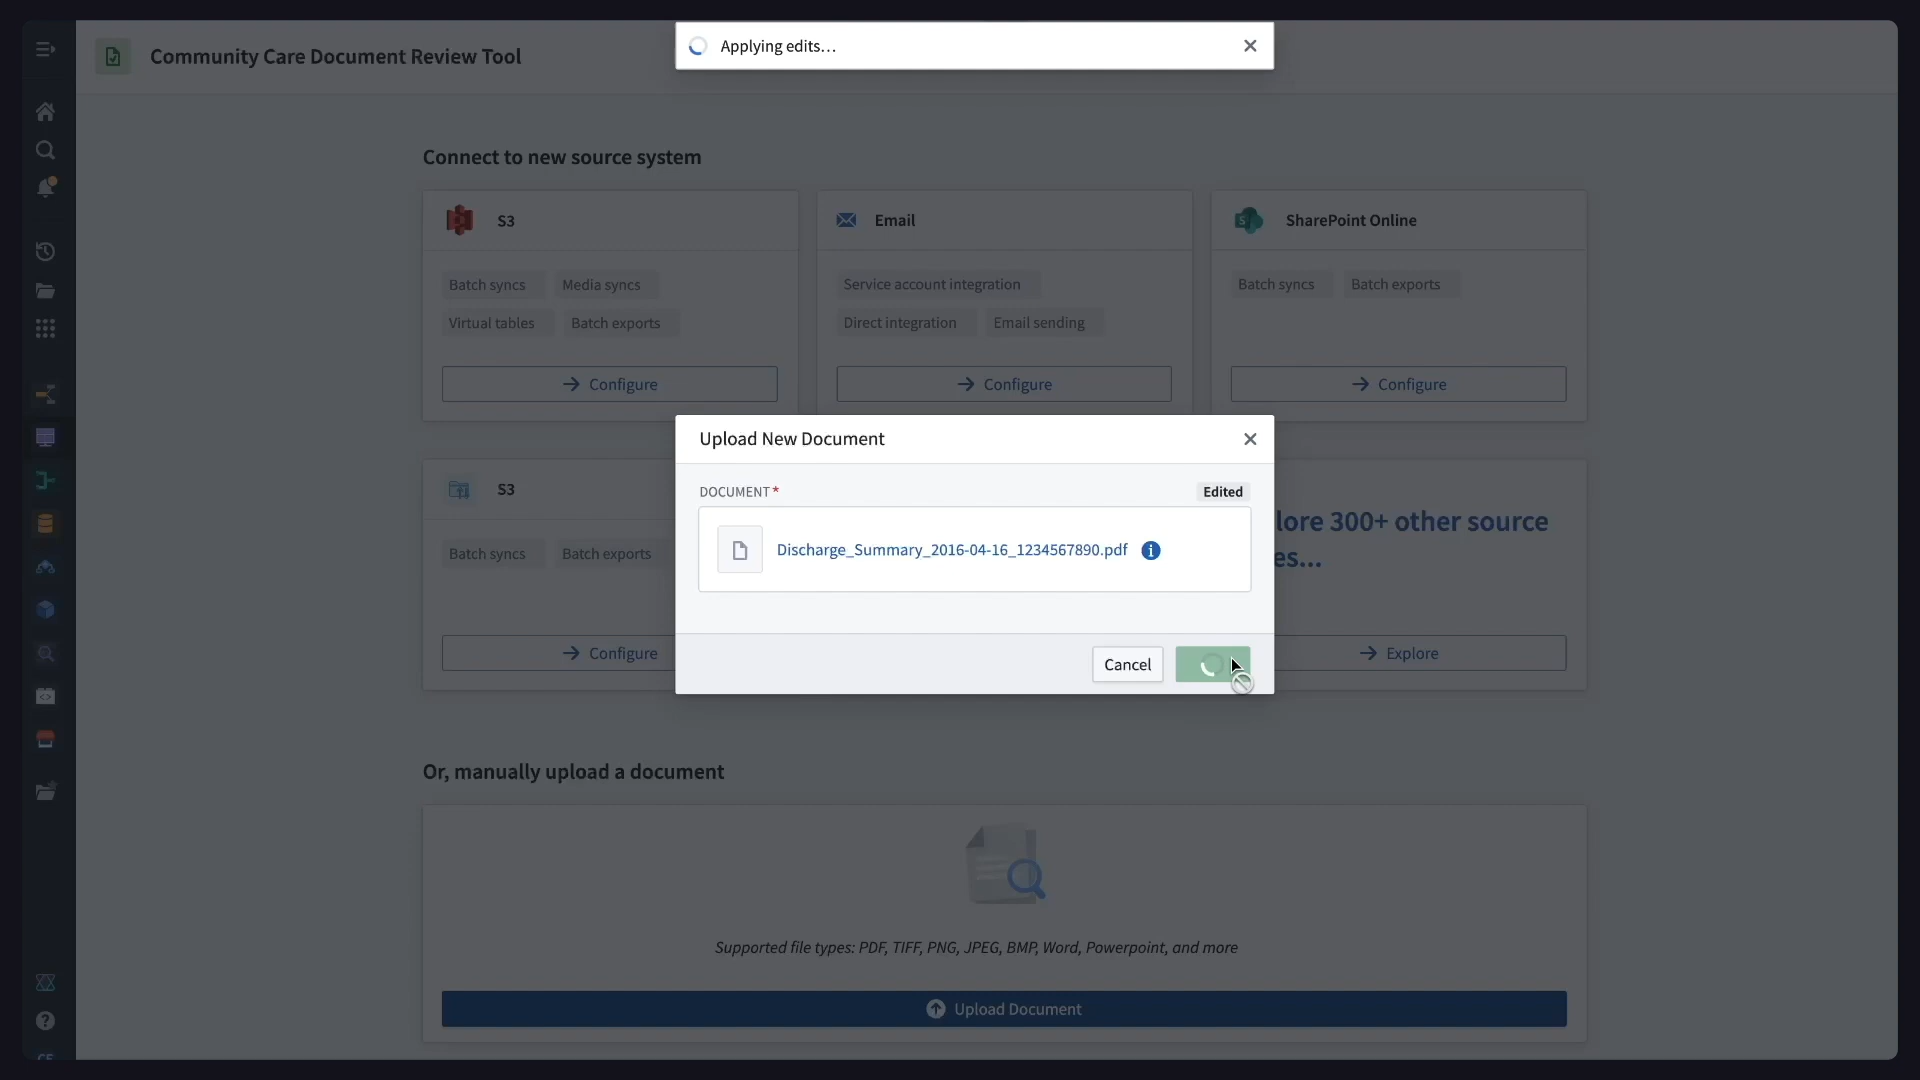 Applying edits…
Community Care Document Review Tool
Connect to new source system
S3
Batch syncs
Media syncs
Virtual tables
Batch exports
Configure
Email
Service account integration
Direct integration
Email sending
Configure
SharePoint Online
Batch syncs
Batch exports
Configure
S3
Batch syncs
Batch exports
Configure
lore 300+ other source
es...
Explore
Upload New Document
DOCUMENT*
Edited
Discharge_Summary_2016-04-16_1234567890.pdf
Cancel
Or, manually upload a document
Supported file types: PDF, TIFF, PNG, JPEG, BMP, Word, Powerpoint, and more
Upload Document